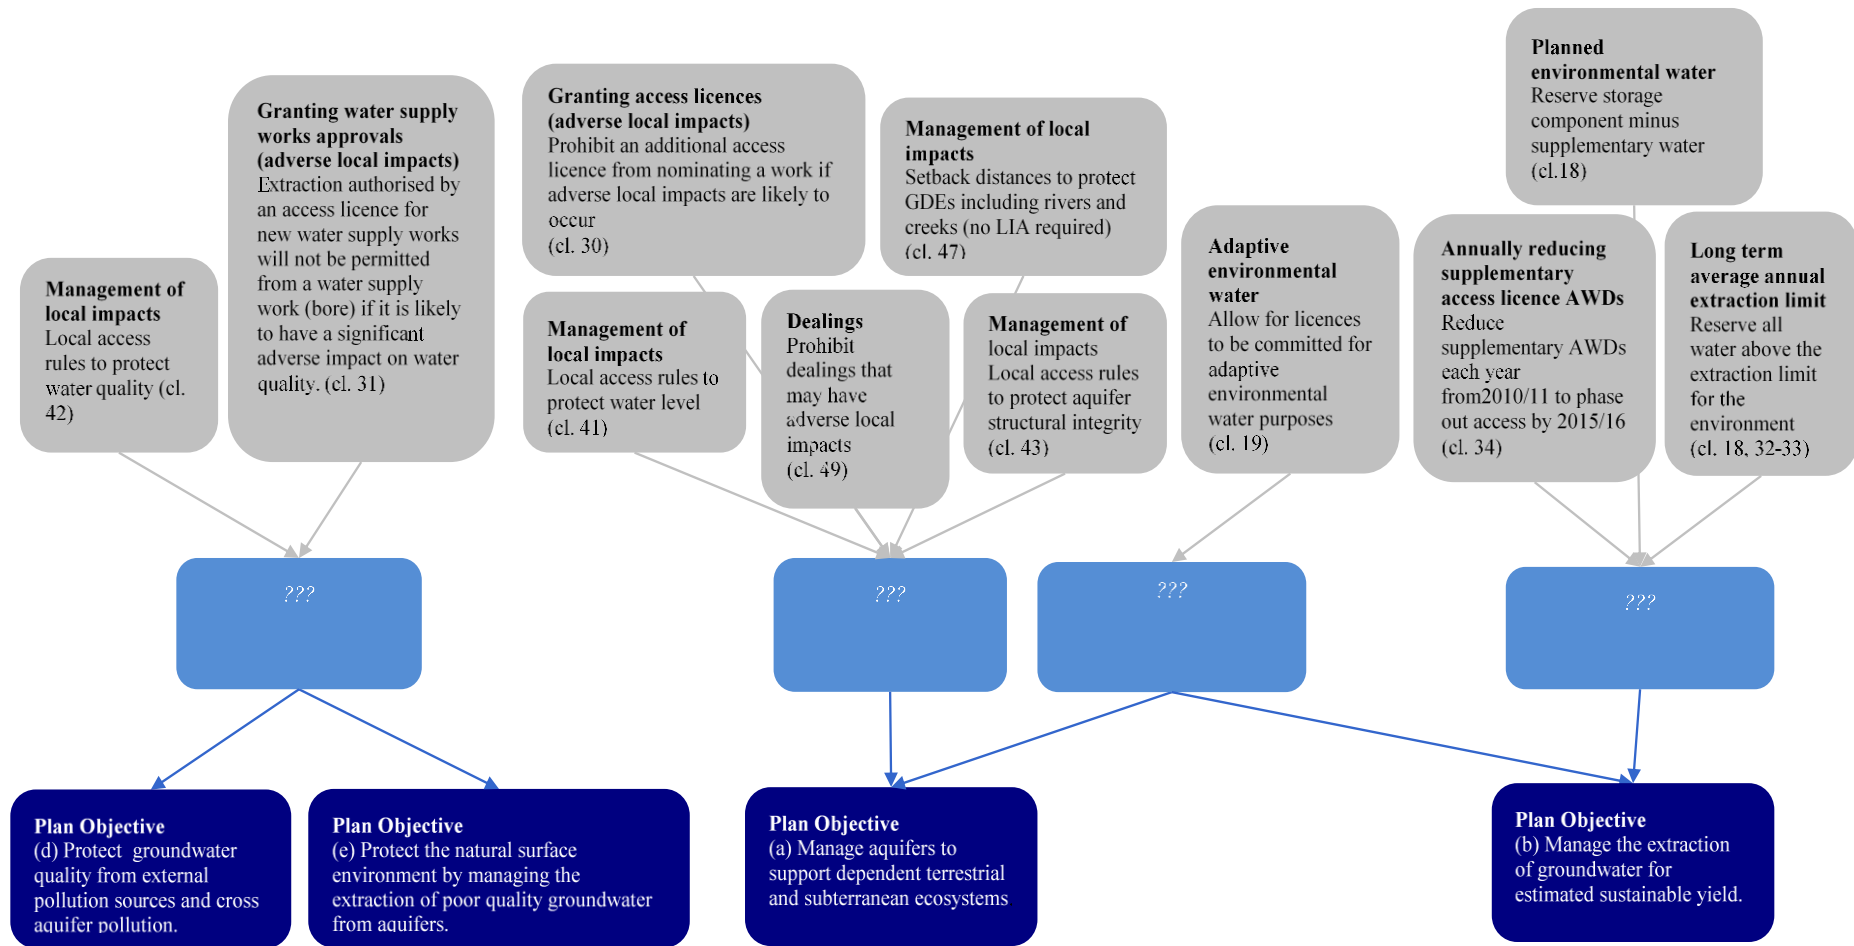 Planned
environmental water
Reserve storage
component minus
supplementary water
(cl.18)
Granting water supply
works approvals
(adverse local impacts)
Extraction authorised by
an access licence for
new water supply works
will not be permitted
from a water supply
work (bore) if it is likely
to have a significant
adverse impact on water
quality. (cl. 31)
Granting access licences
(adverse local impacts)
Prohibit an additional access
licence from nominating a work if
adverse local impacts are likely to
occur
(cl. 30)
Management of local
impacts
Setback distances to protect
GDEs including rivers and
creeks (no LIA required)
(cl. 47)
Management of
local impacts
Local access
rules to protect
water quality (cl.
42)
Management of
local impacts
Local access rules to
protect water level
(cl. 41)
Dealings
Prohibit
dealings that
may have
adverse local
impacts
(cl. 49)
Management of
local impacts
Local access rules
to protect aquifer
structural integrity
(cl. 43)
Adaptive
environmental
water
Allow for licences
to be committed for
adaptive
environmental
water purposes
(cl. 19)
Annually reducing
supplementary
access licence AWDs
Reduce
supplementary AWDs
each year
from2010/11 to phase
out access by 2015/16
(cl. 34)
Long term
average annual
extraction limit
Reserve all
water above the
extraction limit
for the
environment
(cl. 18, 32-33)
???
???
???
???
Plan Objective
(d) Protect groundwater
quality from external
pollution sources and cross
aquifer pollution.
Plan Objective
(e) Protect the natural surface
environment by managing the
extraction of poor quality groundwater
from aquifers.
Plan Objective
(a) Manage aquifers to
support dependent terrestrial
and subterranean ecosystems
Plan Objective
(b) Manage the extraction
of groundwater for
estimated sustainable yield.